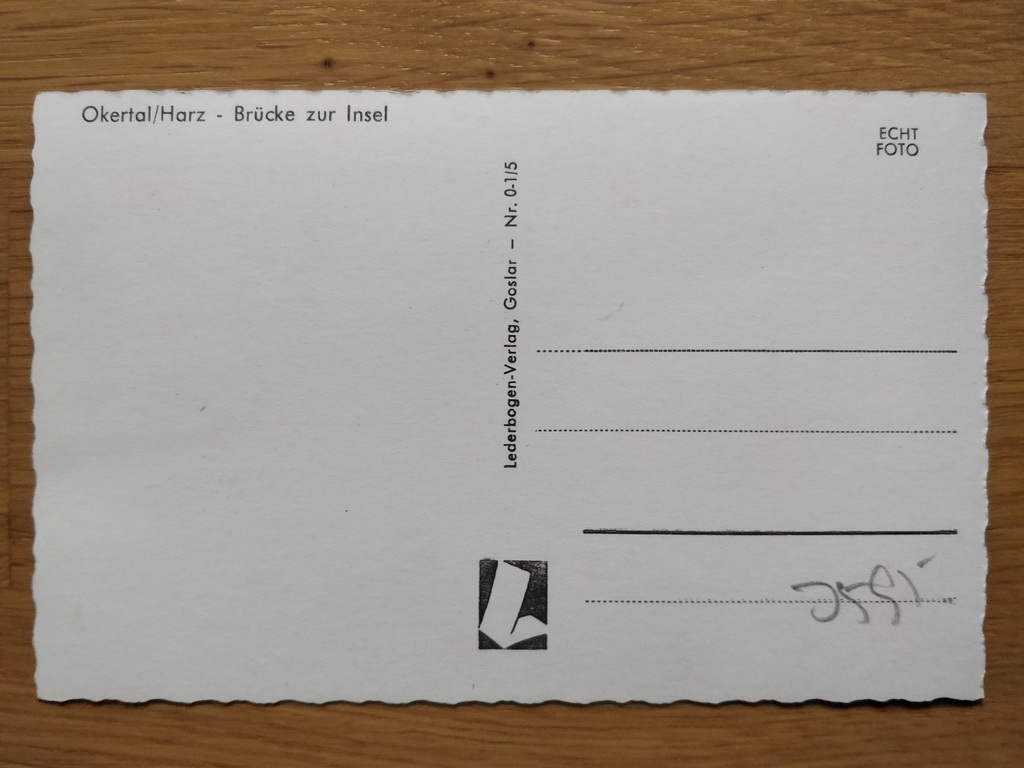 Okertal/Harz - Brücke zur Insel
ECHT
FOTO
Lederbogen-Verlag, Goslar – Nr. 0-1/5